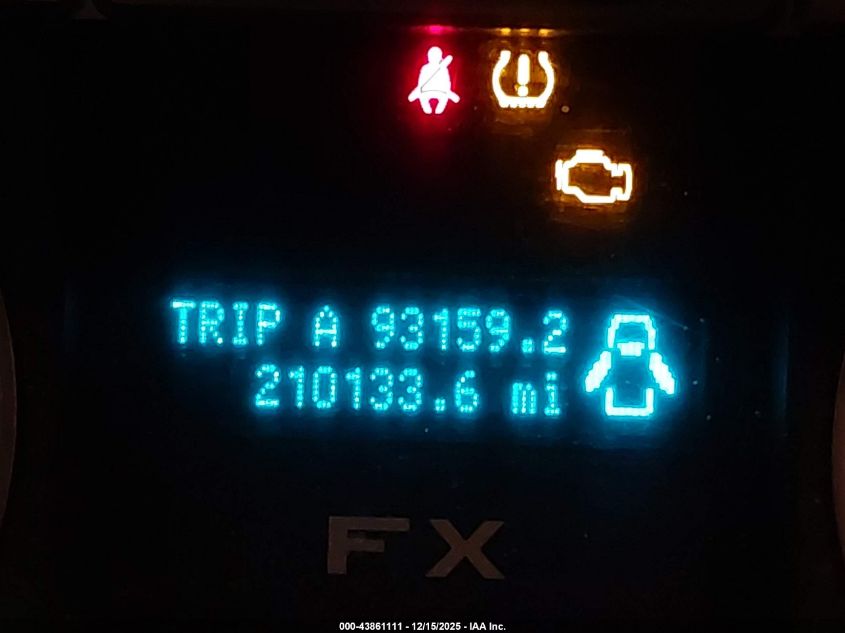 TRIP A 93159.2
210133.6 mi
FX
000-43861111 - 12/15/2025 - IAA Inc.